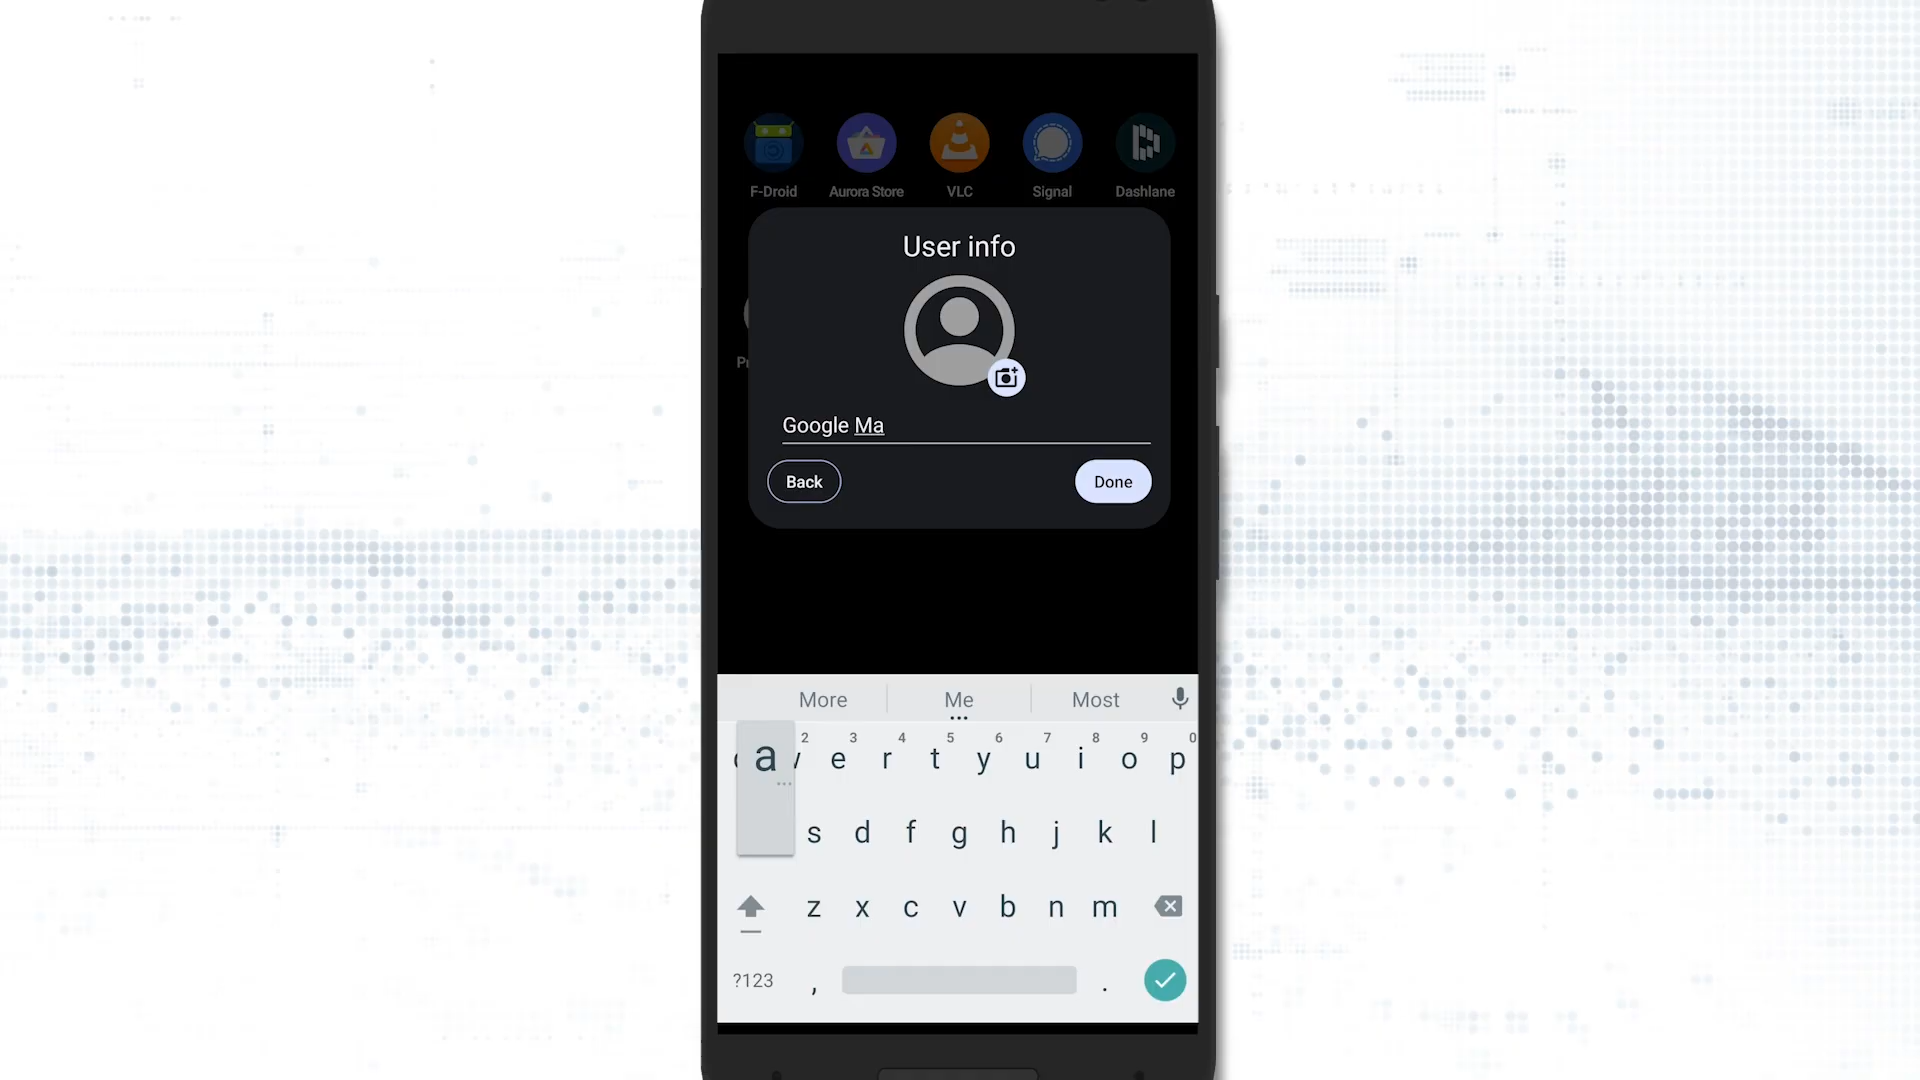 F-Droid Aurora Store VLC Signal Dashlane
User info
Google Ma
Back Done
More Me Most
2 3 4 5 6 7 8 9 0
a e r t y u i o p
s d f g h j k l
z x c v b n m
?123 , .